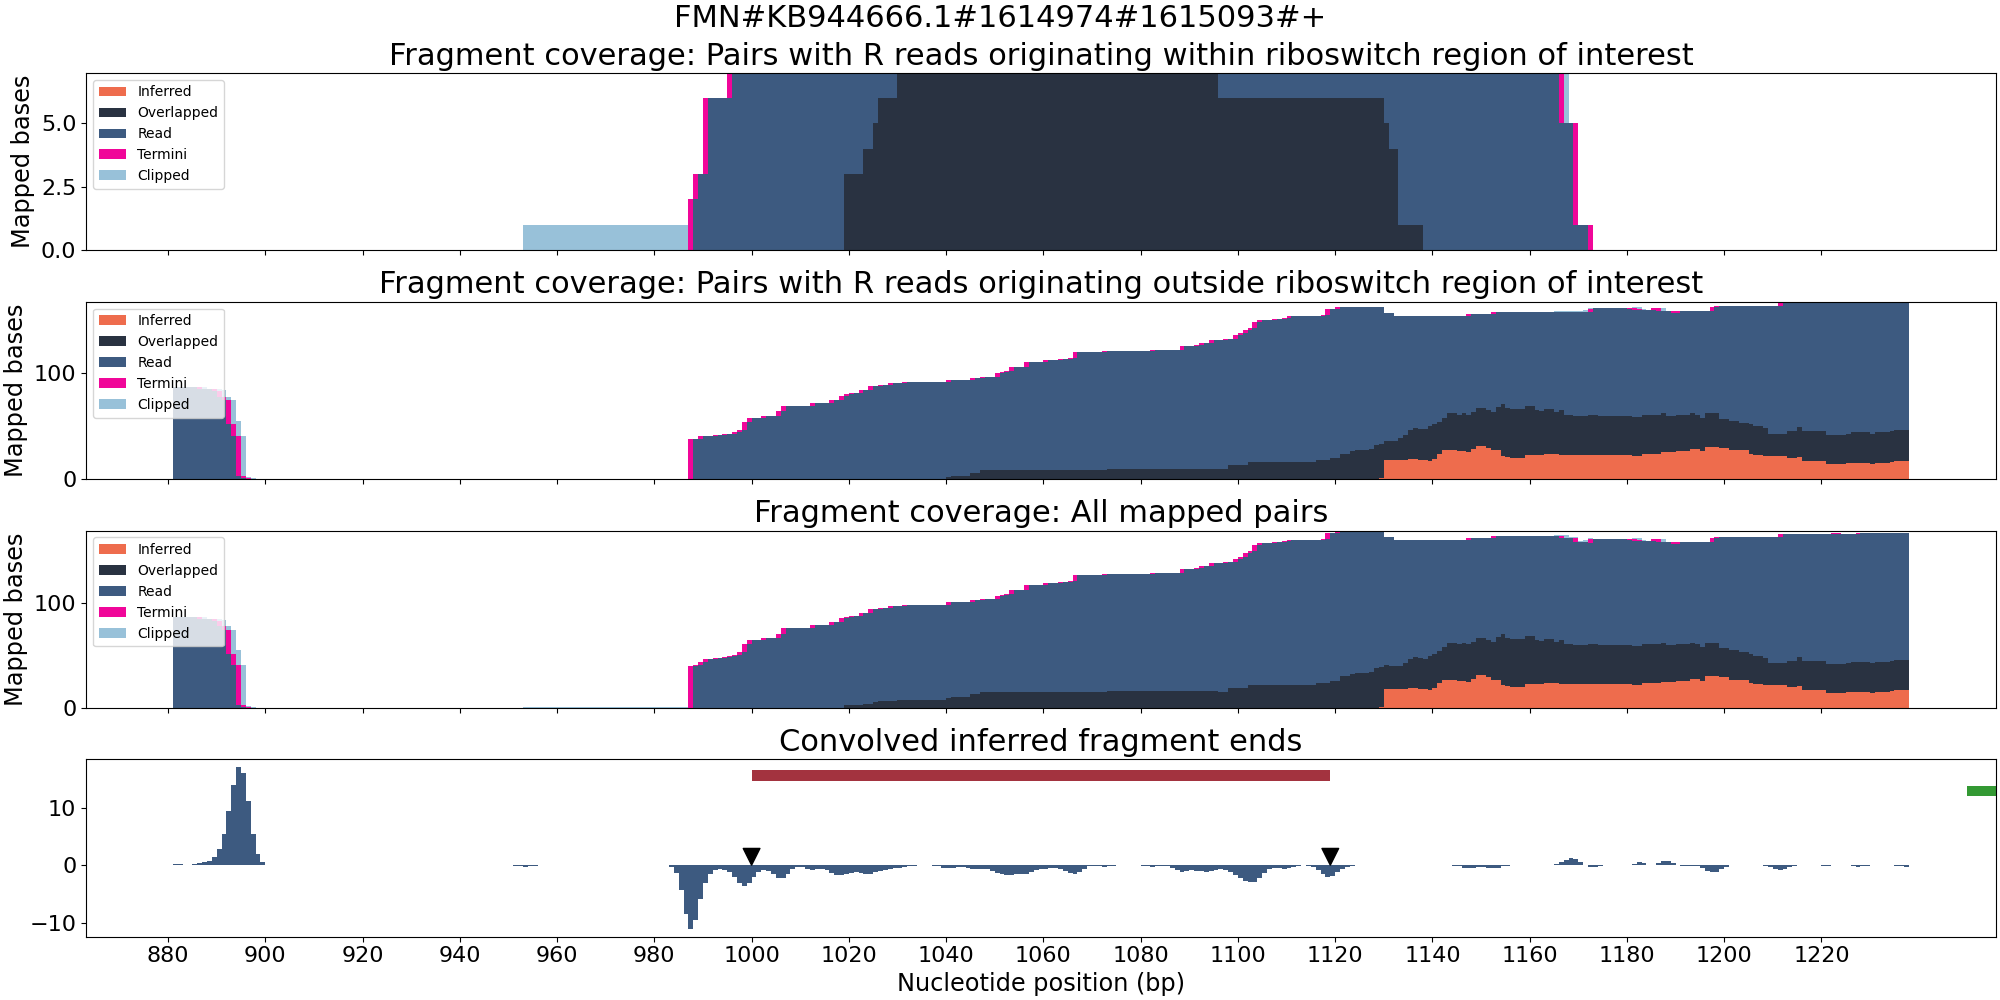 FMN#KB944666.1#1614974#1615093#+
Fragment coverage: Pairs with R reads originating within riboswitch region of interest
Mapped bases
5.0
2.5
0.0
Inferred
Overlapped
Read
Termini
Clipped
Fragment coverage: Pairs with R reads originating outside riboswitch region of interest
Mapped bases
100
0
Inferred
Overlapped
Read
Termini
Clipped
Fragment coverage: All mapped pairs
Mapped bases
100
0
Inferred
Overlapped
Read
Termini
Clipped
Convolved inferred fragment ends
10
0
−10
880 900 920 940 960 980 1000 1020 1040 1060 1080 1100 1120 1140 1160 1180 1200 1220
Nucleotide position (bp)